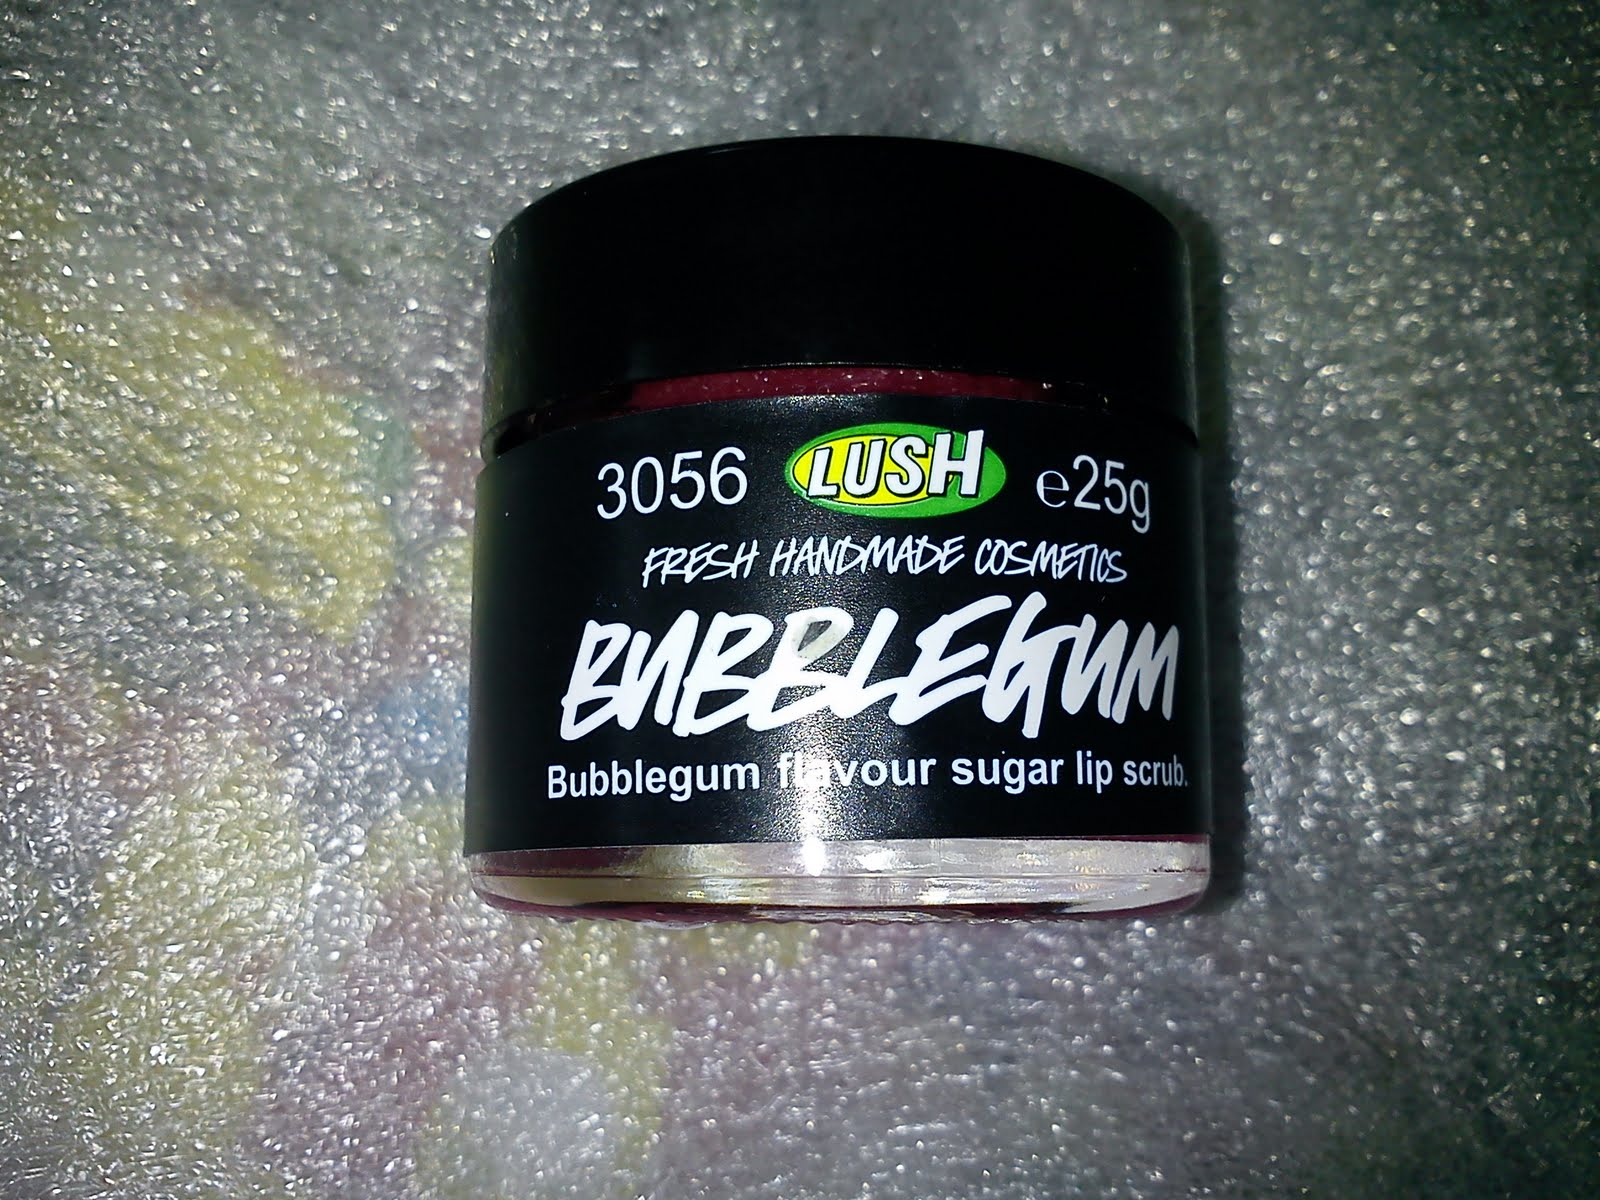 3056 LUSH e25g
FRESH HANDMADE COSMETICS
BUBBLEGUM
Bubblegum flavour sugar lip scrub.